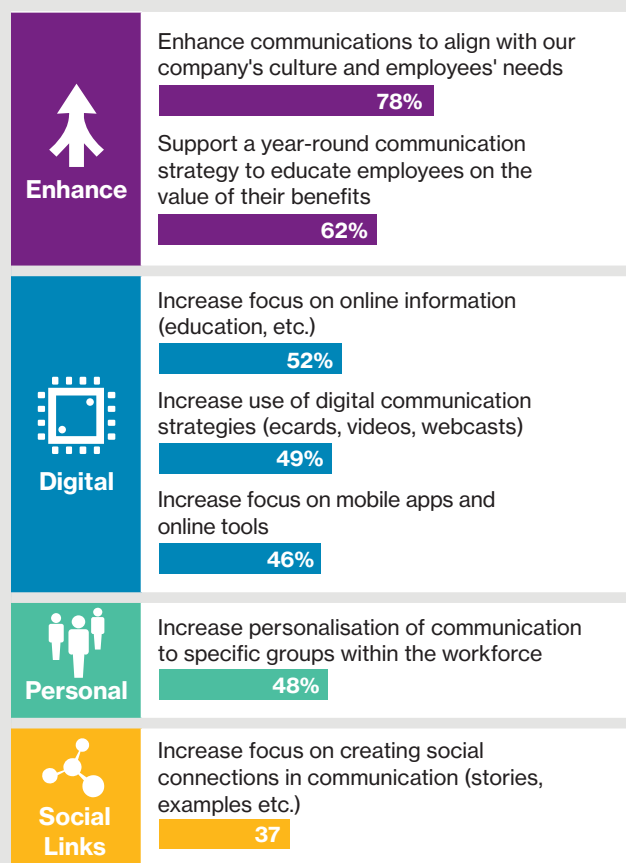 Enhance communications to align with our
company's culture and employees' needs
78%
Support a year-round communication
strategy to educate employees on the
value of their benefits
62%
Enhance
Increase focus on online information
(education, etc.)
52%
Increase use of digital communication
strategies (ecards, videos, webcasts)
49%
Increase focus on mobile apps and
online tools
46%
Digital
Increase personalisation of communication
to specific groups within the workforce
48%
Personal
Increase focus on creating social
connections in communication (stories,
examples etc.)
37
Social
Links